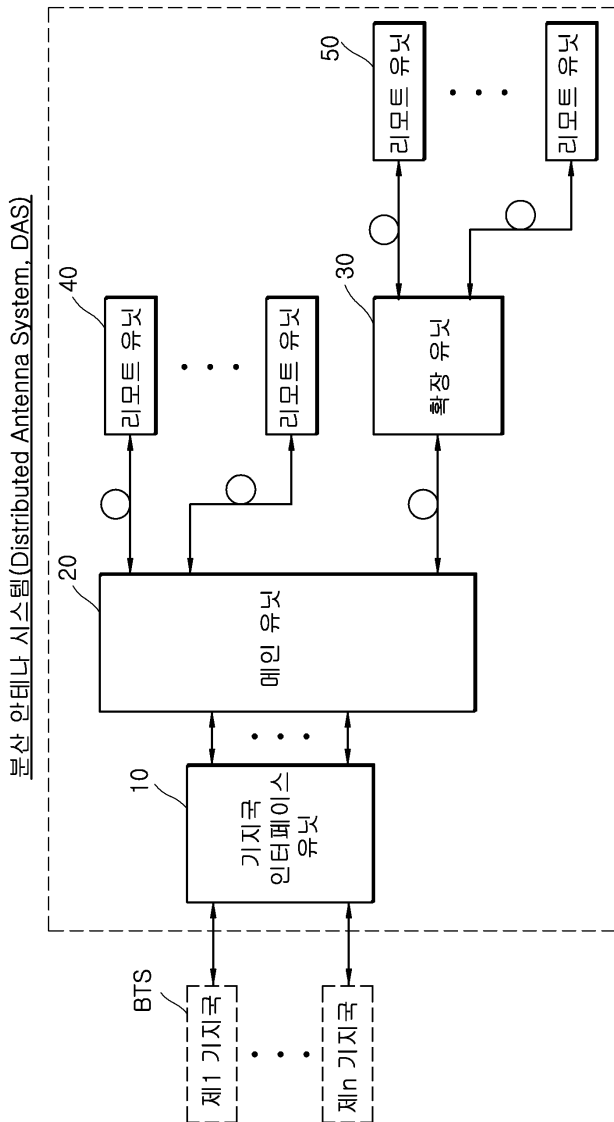 분산 안테나 시스템(Distributed Antenna System, DAS)
BTS
제1 기지국
제n 기지국
10
기지국
인터페이스
유닛
20
메인 유닛
40
리모트 유닛
리모트 유닛
30
확장 유닛
50
리모트 유닛
리모트 유닛